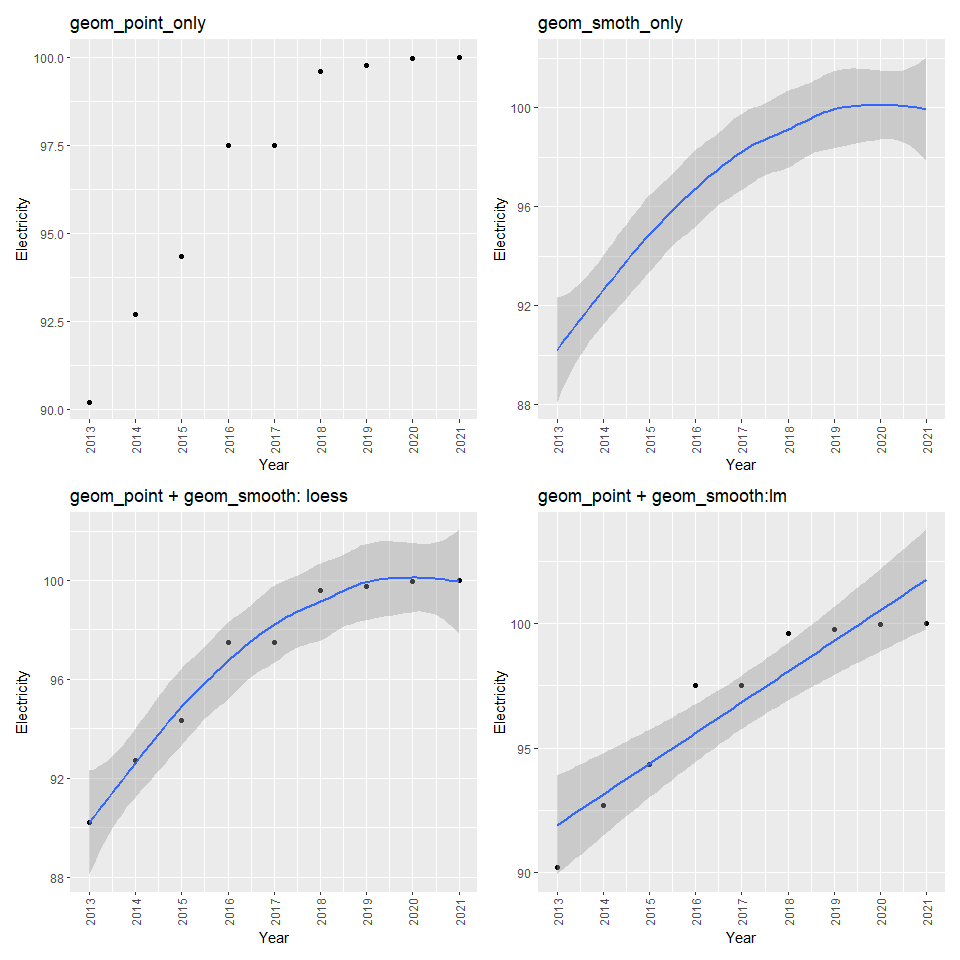 geom_point_only
Electricity
100.0
97.5
95.0
92.5
90.0
2013 2014 2015 2016 2017 2018 2019 2020 2021
Year
geom_smoth_only
Electricity
100
96
92
88
2013 2014 2015 2016 2017 2018 2019 2020 2021
Year
geom_point + geom_smooth: loess
Electricity
100
96
92
88
2013 2014 2015 2016 2017 2018 2019 2020 2021
Year
geom_point + geom_smooth:lm
Electricity
100
95
90
2013 2014 2015 2016 2017 2018 2019 2020 2021
Year